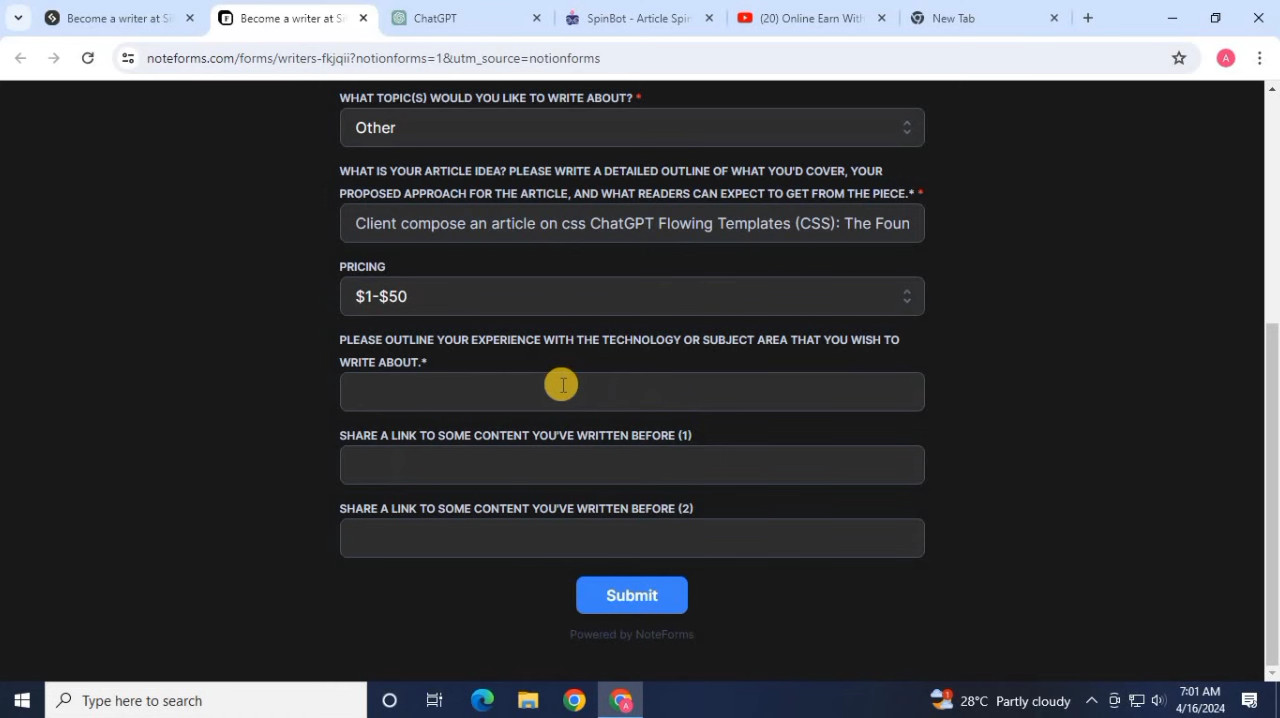 Become a writer at Si
Become a writer at Si
ChatGPT
SpinBot - Article Spin
(20) Online Earn With
New Tab
noteforms.com/forms/writers-fkjqii?notionforms=1&utm_source=notionforms
A
WHAT TOPIC(S) WOULD YOU LIKE TO WRITE ABOUT? *
Other
WHAT IS YOUR ARTICLE IDEA? PLEASE WRITE A DETAILED OUTLINE OF WHAT YOU'D COVER, YOUR
PROPOSED APPROACH FOR THE ARTICLE, AND WHAT READERS CAN EXPECT TO GET FROM THE PIECE.* *
Client compose an article on css ChatGPT Flowing Templates (CSS): The Foun
PRICING
$1-$50
PLEASE OUTLINE YOUR EXPERIENCE WITH THE TECHNOLOGY OR SUBJECT AREA THAT YOU WISH TO
WRITE ABOUT.*
SHARE A LINK TO SOME CONTENT YOU'VE WRITTEN BEFORE (1)
SHARE A LINK TO SOME CONTENT YOU'VE WRITTEN BEFORE (2)
Submit
Powered by NoteForms
Type here to search
28°C Partly cloudy
7:01 AM
4/16/2024